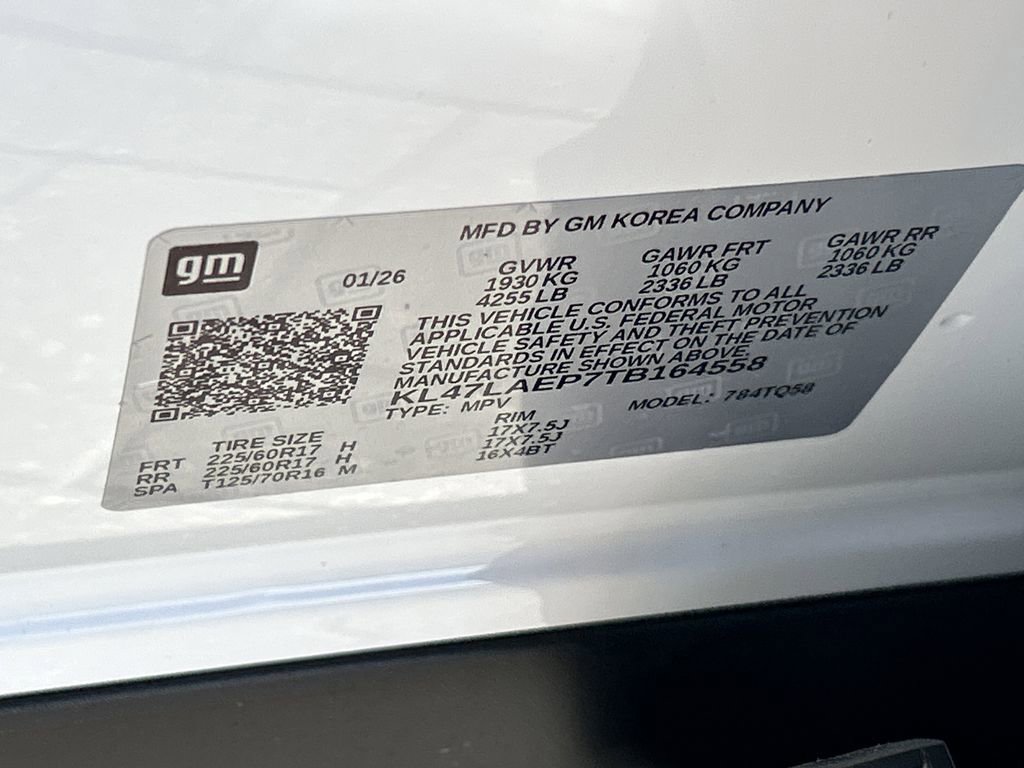 MFD BY GM KOREA COMPANY
gm
01/26
GVWR
1930 KG
4255 LB
GAWR FRT
1060 KG
2336 LB
GAWR RR
1060 KG
2336 LB
THIS VEHICLE CONFORMS TO ALL
APPLICABLE U.S. FEDERAL MOTOR
VEHICLE SAFETY AND THEFT PREVENTION
STANDARDS IN EFFECT ON THE DATE OF
MANUFACTURE SHOWN ABOVE.
KL47LAEP7TB164558
TYPE: MPV
MODEL: 784TQ58
TIRE SIZE RIM
FRT 225/60R17 H 17X7.5J
RR 225/60R17 H 17X7.5J
SPA T125/70R16 M 16X4BT